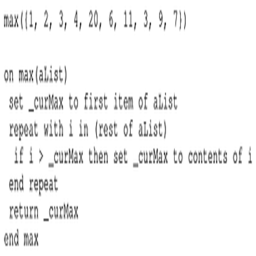 max({1, 2, 3, 4, 20, 6, 11, 3, 9, 7})
on max(aList)
set _curMax to first item of aList
repeat with i in (rest of aList)
if i > _curMax then set _curMax to contents of i
end repeat
return _curMax
end max